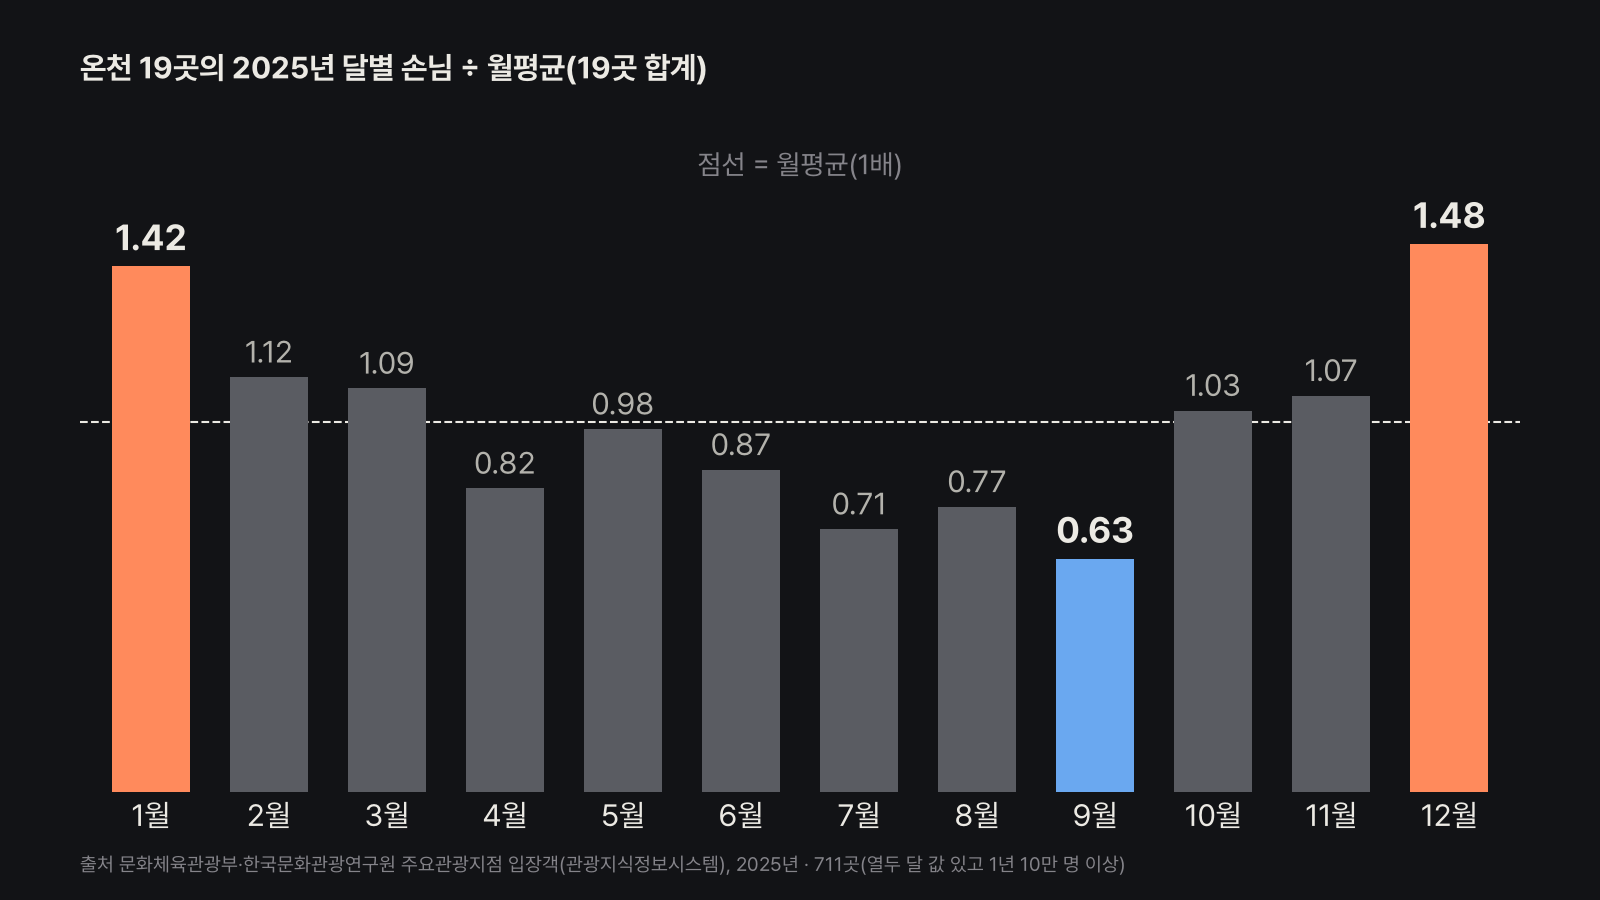 온천 19곳의 2025년 달별 손님 ÷ 월평균(19곳 합계)
점선 = 월평균(1배)
1.42
1.12
1.09
0.82
0.98
0.87
0.71
0.77
0.63
1.03
1.07
1.48
1월
2월
3월
4월
5월
6월
7월
8월
9월
10월
11월
12월
출처 문화체육관광부·한국문화관광연구원 주요관광지점 입장객(관광지식정보시스템), 2025년 · 711곳(열두 달 값 있고 1년 10만 명 이상)